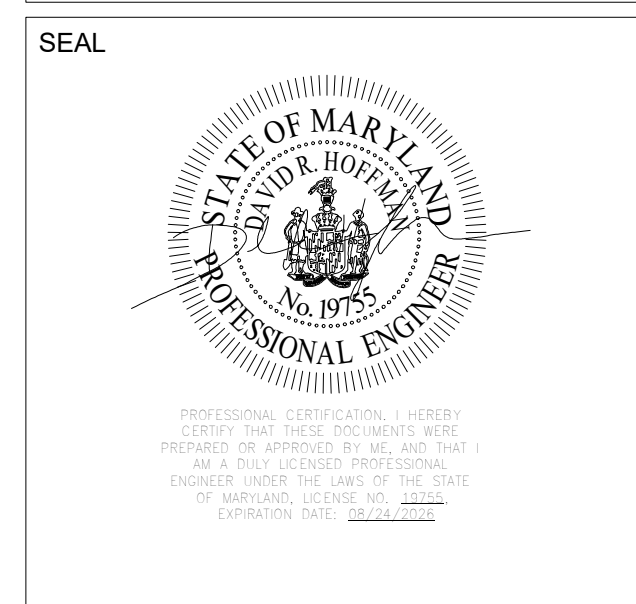 SEAL
STATE OF MARYLAND
DAVID R. HOFFMAN
No. 19755
PROFESSIONAL ENGINEER
PROFESSIONAL CERTIFICATION. I HEREBY
CERTIFY THAT THESE DOCUMENTS WERE
PREPARED OR APPROVED BY ME, AND THAT I
AM A DULY LICENSED PROFESSIONAL
ENGINEER UNDER THE LAWS OF THE STATE
OF MARYLAND, LICENSE NO. 19755,
EXPIRATION DATE: 08/24/2026